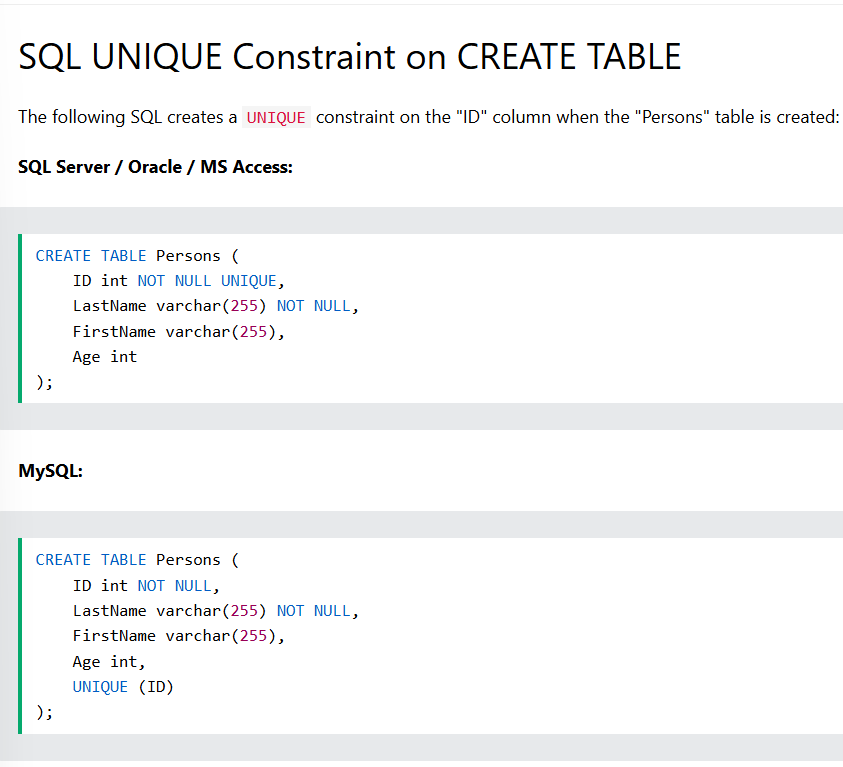 SQL UNIQUE Constraint on CREATE TABLE
The following SQL creates a UNIQUE constraint on the "ID" column when the "Persons" table is created:
SQL Server / Oracle / MS Access:
CREATE TABLE Persons (
    ID int NOT NULL UNIQUE,
    LastName varchar(255) NOT NULL,
    FirstName varchar(255),
    Age int
);
MySQL:
CREATE TABLE Persons (
    ID int NOT NULL,
    LastName varchar(255) NOT NULL,
    FirstName varchar(255),
    Age int,
    UNIQUE (ID)
);